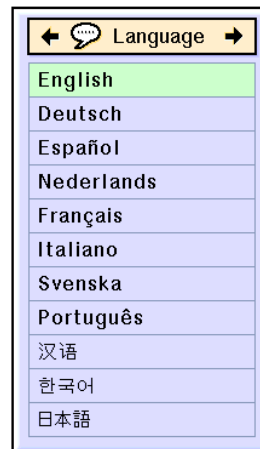 Language
English
Deutsch
Español
Nederlands
Français
Italiano
Svenska
Português
汉语
한국어
日本語